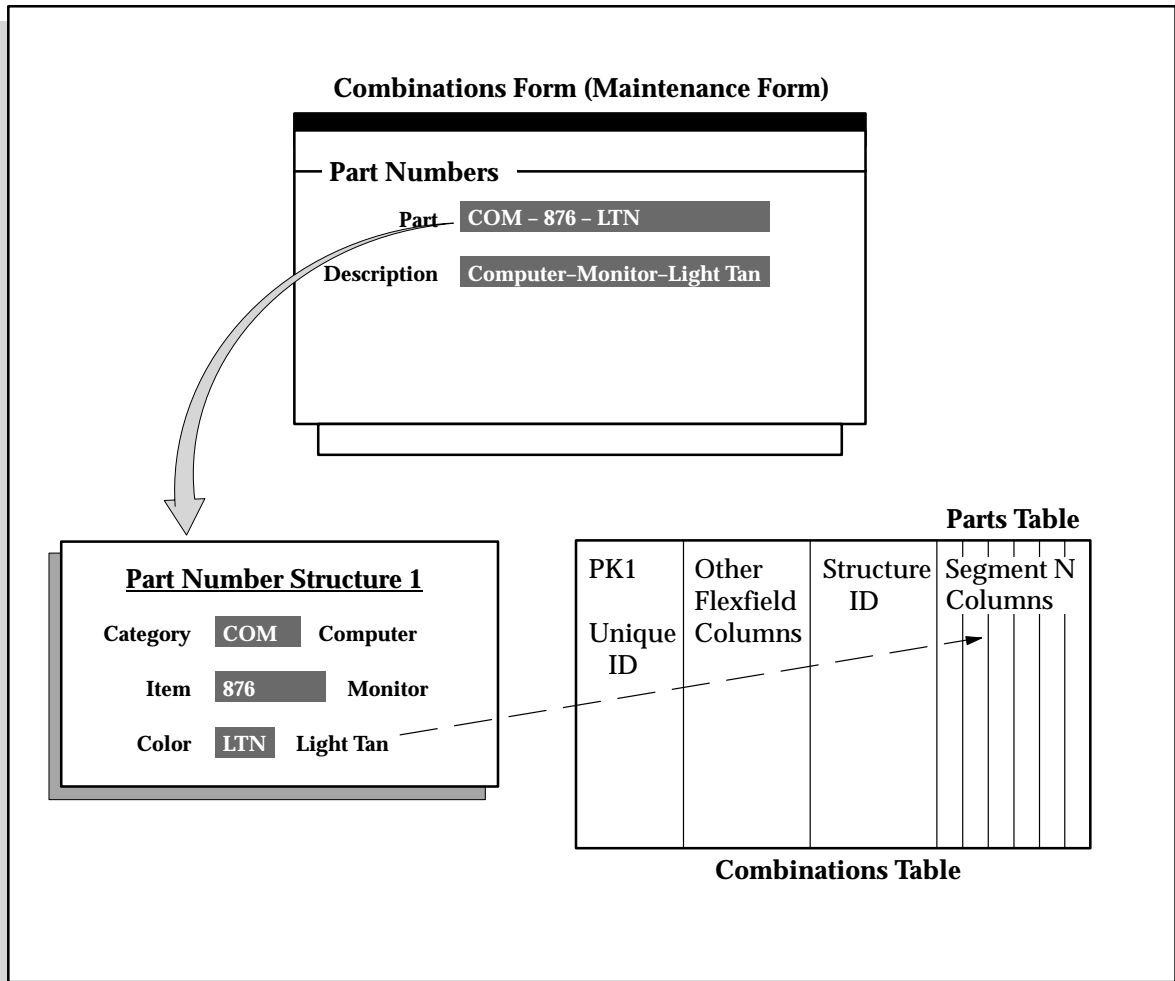 Combinations Form (Maintenance Form)
Part Numbers
Part COM – 876 – LTN
Description Computer–Monitor–Light Tan
Part Number Structure 1
Category COM Computer
Item 876 Monitor
Color LTN Light Tan
Parts Table
PK1
Unique
ID
Other
Flexfield
Columns
Structure
ID
Segment N
Columns
Combinations Table